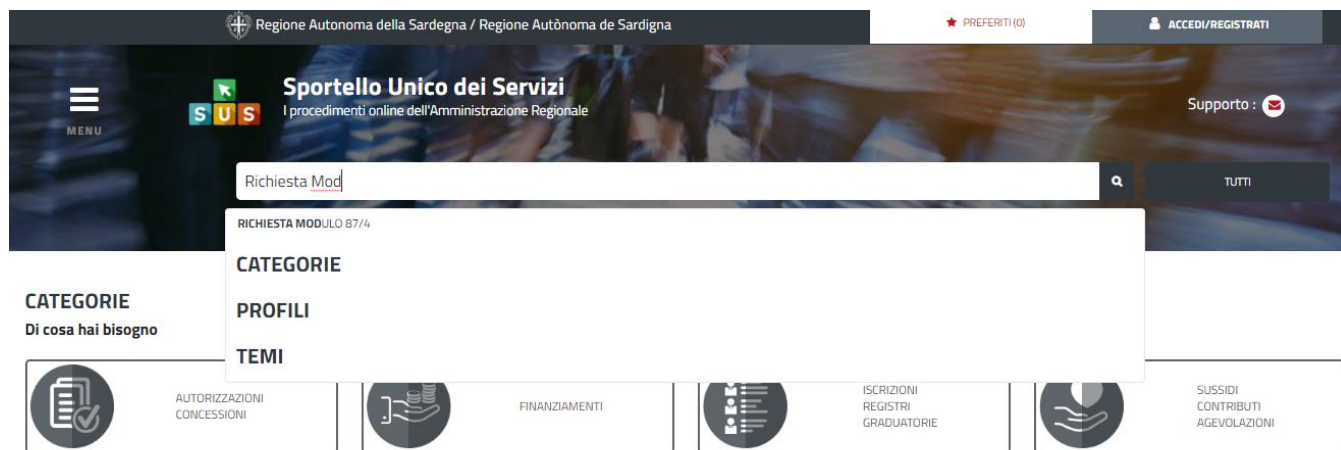 Regione Autonoma della Sardegna / Regione Autònoma de Sardigna
PREFERITI (0)
ACCEDI/REGISTRATI
MENU
SUS
Sportello Unico dei Servizi
I procedimenti online dell'Amministrazione Regionale
Supporto :
Richiesta Mod
TUTTI
RICHIESTA MODULO 87/4
CATEGORIE
PROFILI
TEMI
CATEGORIE
Di cosa hai bisogno
AUTORIZZAZIONI
CONCESSIONI
FINANZIAMENTI
ISCRIZIONI
REGISTRI
GRADUATORIE
SUSSIDI
CONTRIBUTI
AGEVOLAZIONI